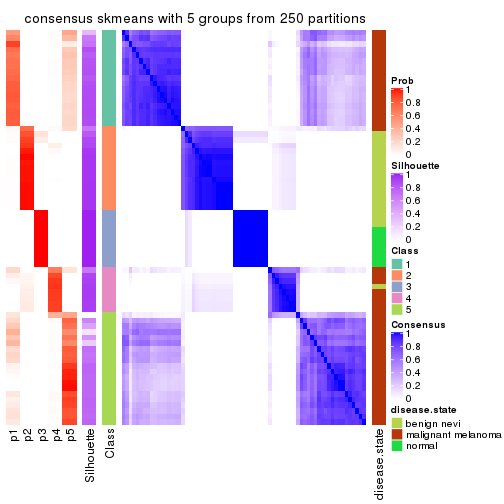 consensus skmeans with 5 groups from 250 partitions
Prob
1
0.8
0.6
0.4
0.2
0
Silhouette
1
0.8
0.6
0.4
0.2
0
Class
1
2
3
4
5
Consensus
1
0.8
0.6
0.4
0.2
0
disease.state
benign nevi
malignant melanoma
normal
p1
p2
p3
p4
p5
Silhouette
Class
disease.state